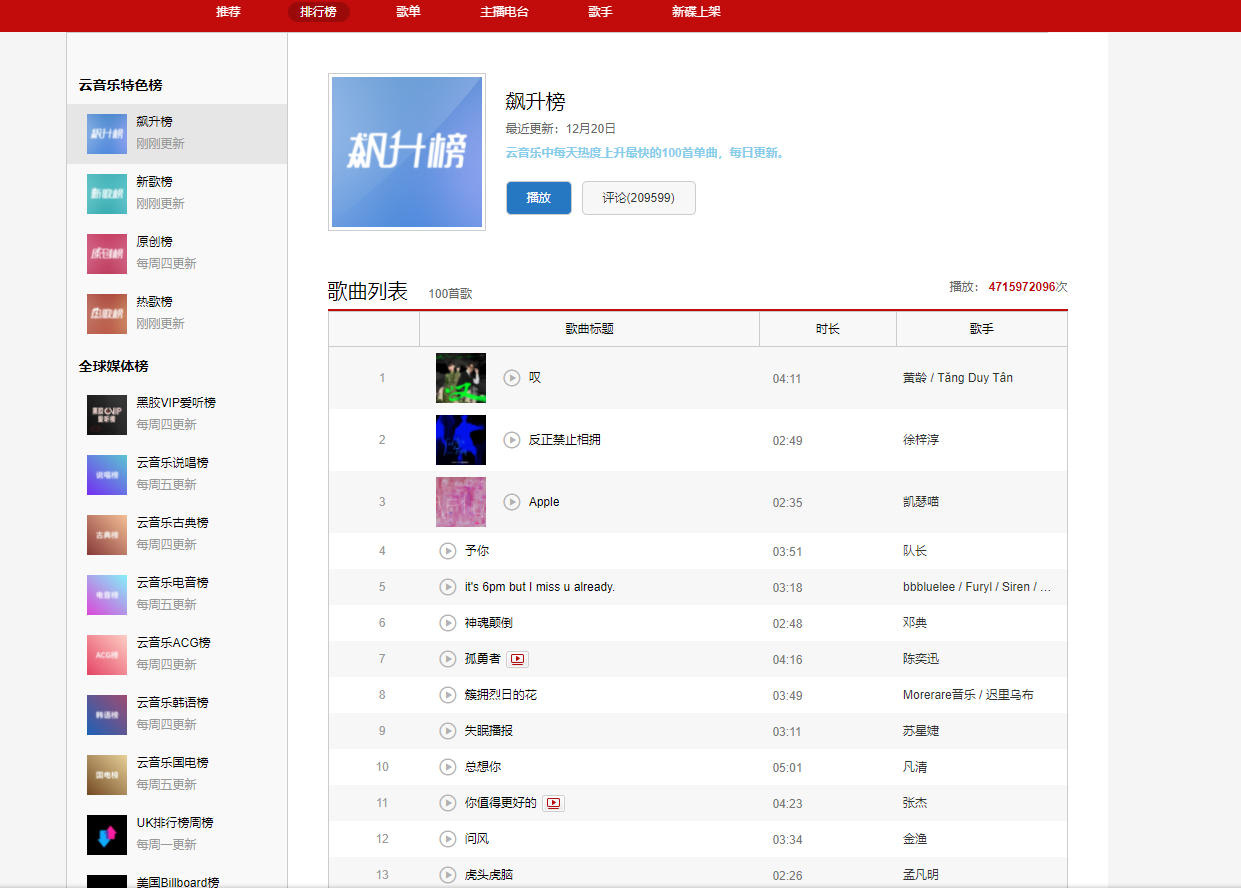 推荐 排行榜 歌单 主播电台 歌手 新碟上架
云音乐特色榜
飙升榜
刚刚更新
新歌榜
刚刚更新
原创榜
每周四更新
热歌榜
刚刚更新
全球媒体榜
黑胶VIP爱听榜
每周四更新
云音乐说唱榜
每周五更新
云音乐古典榜
每周四更新
云音乐电音榜
每周五更新
云音乐ACG榜
每周四更新
云音乐韩语榜
每周四更新
云音乐国电榜
每周五更新
UK排行榜周榜
每周一更新
美国Billboard榜
飙升榜
飙升榜
最近更新：12月20日
云音乐中每天热度上升最快的100首单曲，每日更新。
播放 评论(209599)
歌曲列表 100首歌 播放：4715972096次
歌曲标题 时长 歌手
1 叹 04:11 黄龄 / Tăng Duy Tân
2 反正禁止相拥 02:49 徐梓淳
3 Apple 02:35 凯瑟喵
4 予你 03:51 队长
5 it's 6pm but I miss u already. 03:18 bbbluelee / Furyl / Siren / ...
6 神魂颠倒 02:48 邓典
7 孤勇者 04:16 陈奕迅
8 簇拥烈日的花 03:49 Morerare音乐 / 迟里乌布
9 失眠播报 03:11 苏星婕
10 总想你 05:01 凡清
11 你值得更好的 04:23 张杰
12 问风 03:34 金渔
13 虎头虎脑 02:26 孟凡明